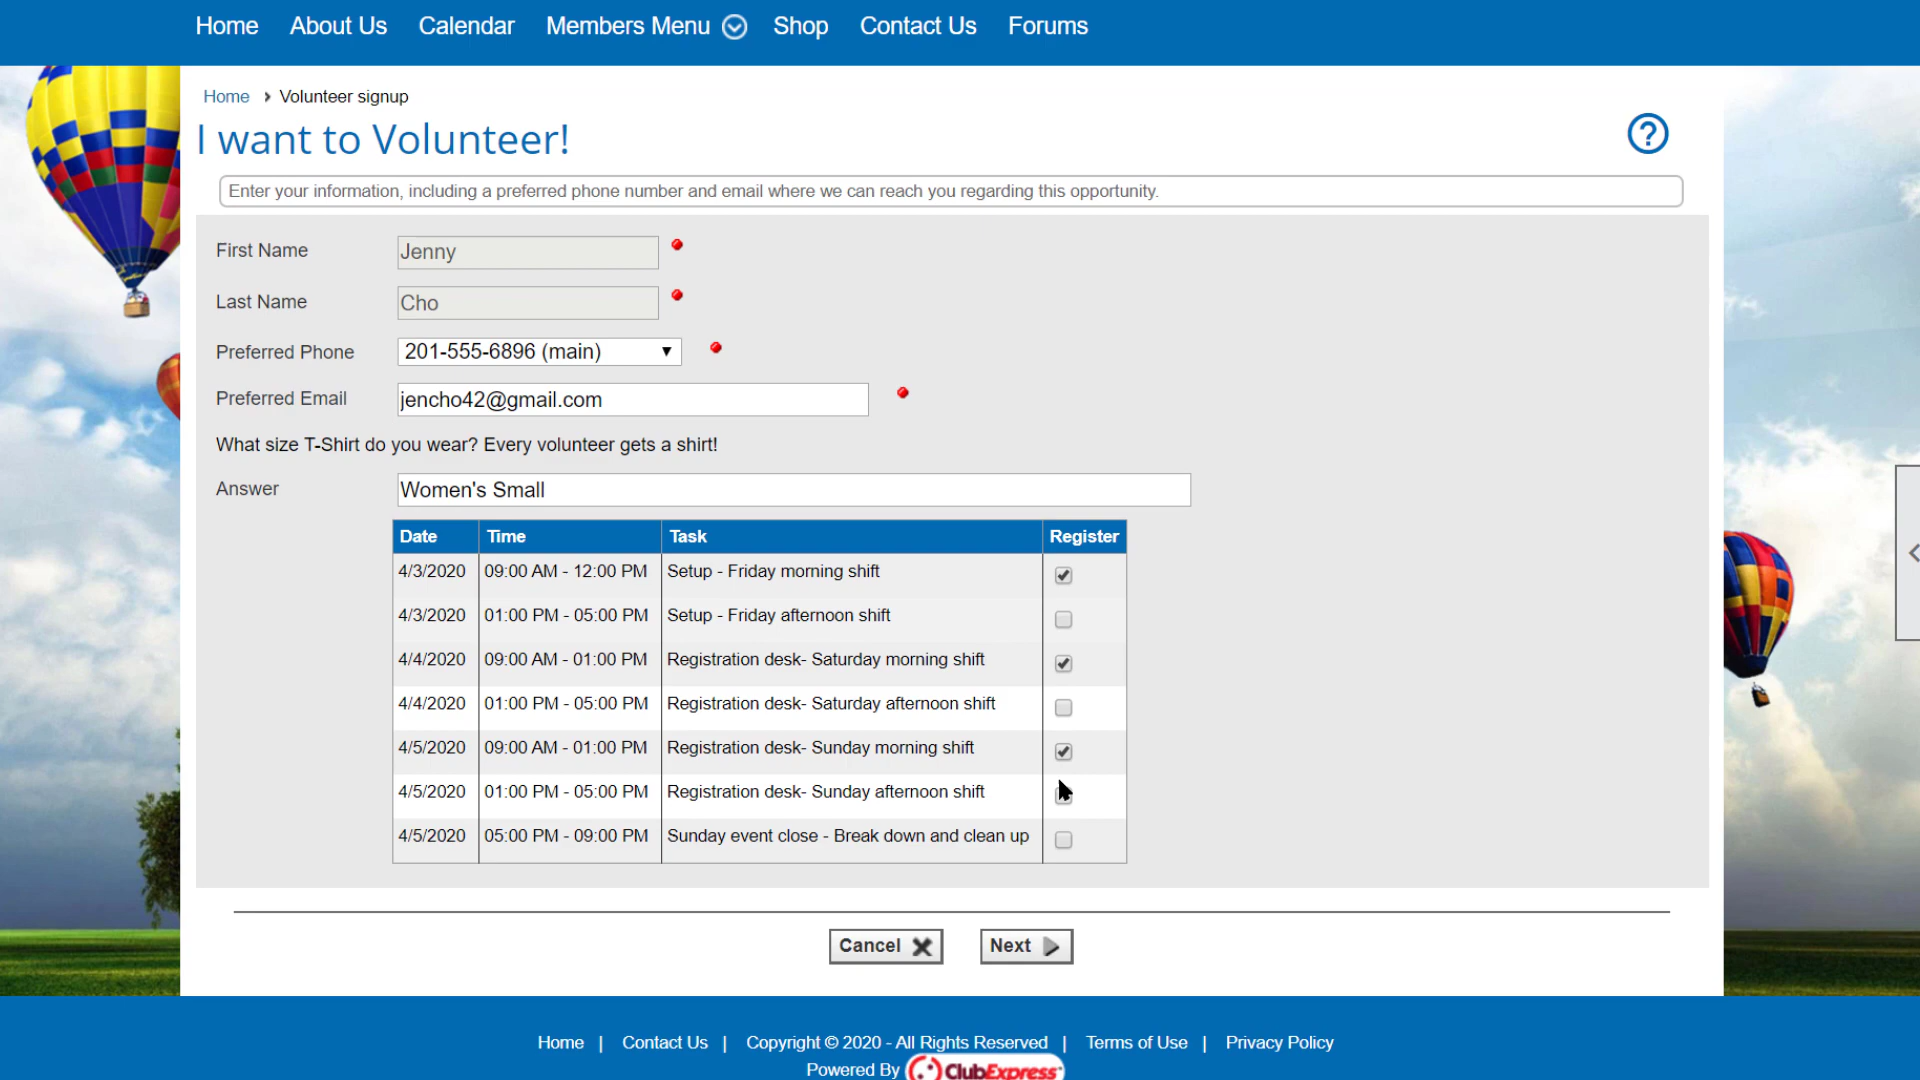 Home About Us Calendar Members Menu Shop Contact Us Forums
Home › Volunteer signup
I want to Volunteer!
?
Enter your information, including a preferred phone number and email where we can reach you regarding this opportunity.
First Name Jenny
Last Name Cho
Preferred Phone 201-555-6896 (main)
Preferred Email jencho42@gmail.com
What size T-Shirt do you wear? Every volunteer gets a shirt!
Answer Women's Small
Date Time Task Register
4/3/2020 09:00 AM - 12:00 PM Setup - Friday morning shift
4/3/2020 01:00 PM - 05:00 PM Setup - Friday afternoon shift
4/4/2020 09:00 AM - 01:00 PM Registration desk- Saturday morning shift
4/4/2020 01:00 PM - 05:00 PM Registration desk- Saturday afternoon shift
4/5/2020 09:00 AM - 01:00 PM Registration desk- Sunday morning shift
4/5/2020 01:00 PM - 05:00 PM Registration desk- Sunday afternoon shift
4/5/2020 05:00 PM - 09:00 PM Sunday event close - Break down and clean up
Cancel Next
Home | Contact Us | Copyright © 2020 - All Rights Reserved | Terms of Use | Privacy Policy
Powered By ClubExpress